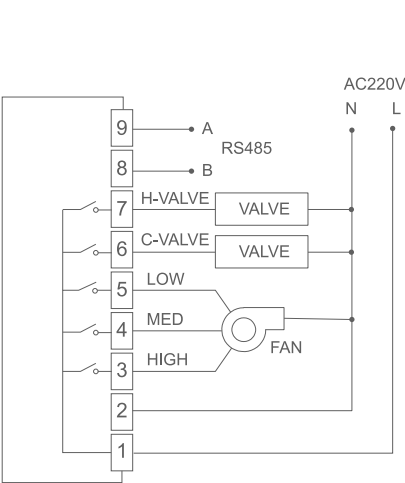 AC220V
N L
9 A
RS485
8 B
7 H-VALVE VALVE
6 C-VALVE VALVE
5 LOW
4 MED
FAN
3 HIGH
2
1